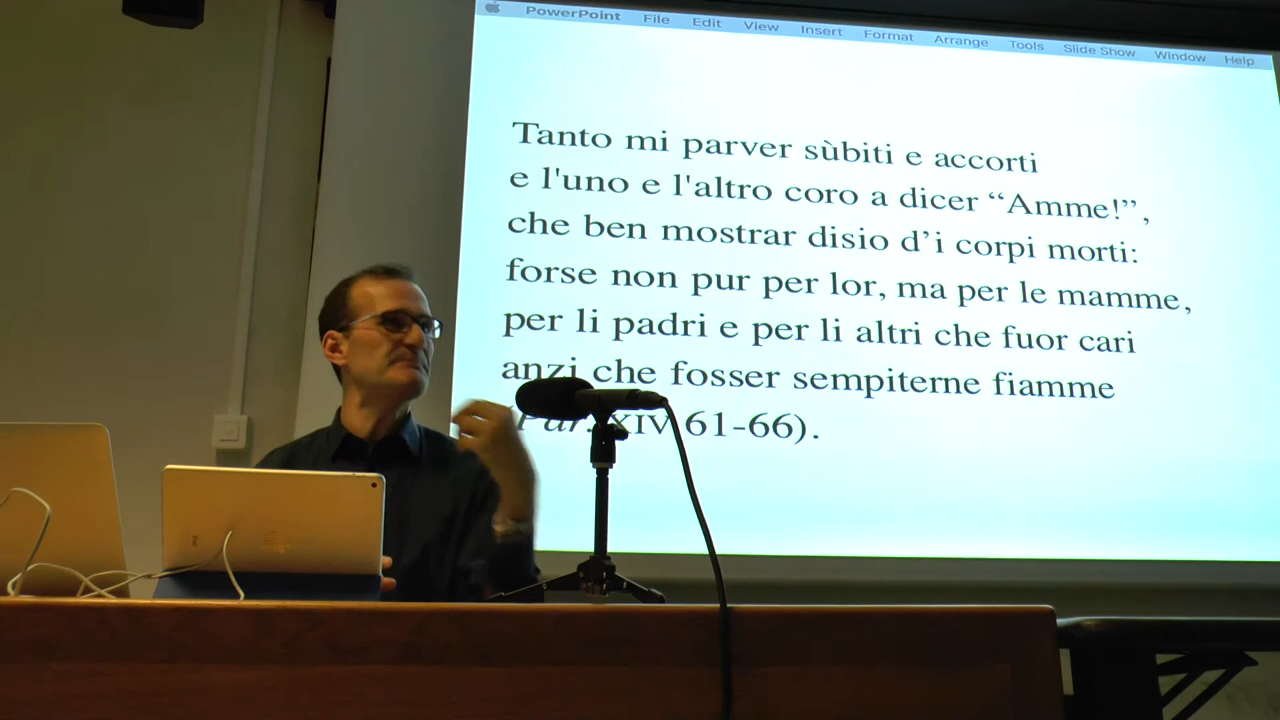 PowerPoint File Edit View Insert Format Arrange Tools Slide Show Window Help
Tanto mi parver sùbiti e accorti
e l'uno e l'altro coro a dicer “Amme!”,
che ben mostrar disio d’i corpi morti:
forse non pur per lor, ma per le mamme,
per li padri e per li altri che fuor cari
anzi che fosser sempiterne fiamme
(Par. XIV 61-66).